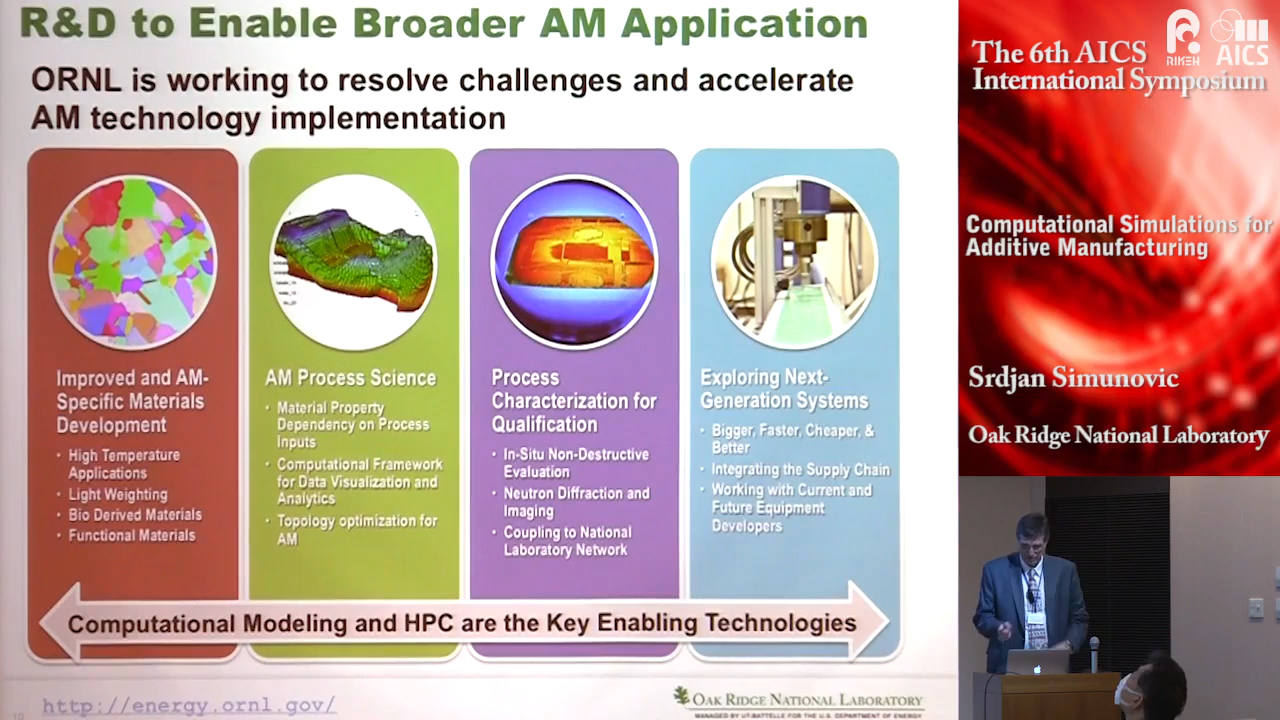 R&D to Enable Broader AM Application
ORNL is working to resolve challenges and accelerate
AM technology implementation
Improved and AM-
Specific Materials
Development
• High Temperature
Applications
• Light Weighting
• Bio Derived Materials
• Functional Materials
AM Process Science
• Material Property
Dependency on Process
Inputs
• Computational Framework
for Data Visualization and
Analytics
• Topology optimization for
AM
Process
Characterization for
Qualification
• In-Situ Non-Destructive
Evaluation
• Neutron Diffraction and
Imaging
• Coupling to National
Laboratory Network
Exploring Next-
Generation Systems
• Bigger, Faster, Cheaper, &
Better
• Integrating the Supply Chain
• Working with Current and
Future Equipment
Developers
Computational Modeling and HPC are the Key Enabling Technologies
http://energy.ornl.gov/
OAK RIDGE NATIONAL LABORATORY
MANAGED BY UT-BATTELLE FOR THE U.S. DEPARTMENT OF ENERGY
RIKEN
AICS
The 6th AICS
International Symposium
Computational Simulations for
Additive Manufacturing
Srdjan Simunovic
Oak Ridge National Laboratory